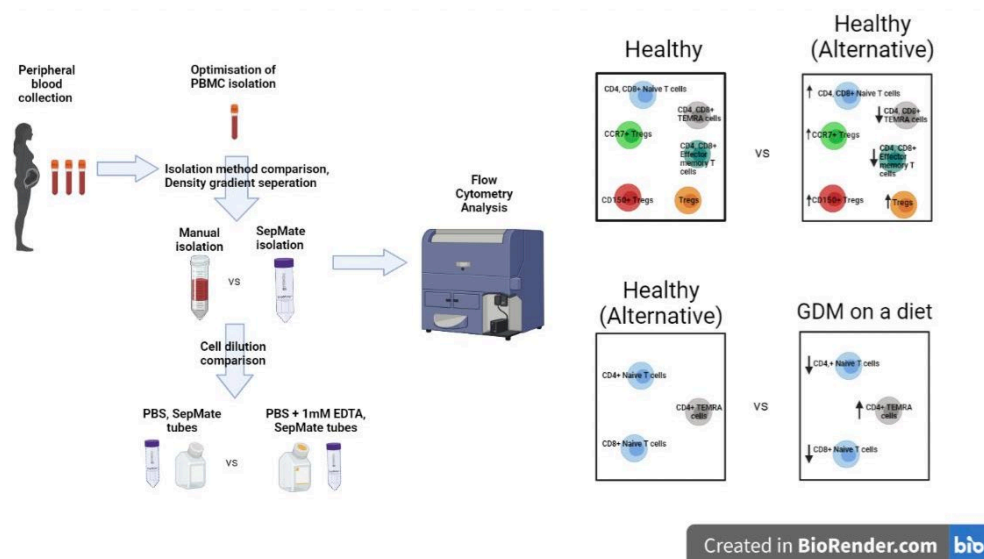 Peripheral
blood
collection
Optimisation of
PBMC isolation
Isolation method comparison,
Density gradient seperation
Manual
isolation
vs
SepMate
isolation
Flow
Cytometry
Analysis
Cell dilution
comparison
PBS, SepMate
tubes
vs
PBS + 1mM EDTA,
SepMate tubes
Healthy
CD4, CD8+ Naive T cells
CD4, CD8+
TEMRA cells
CCR7+ Tregs
CD4, CD8+
Effector
memory T
cells
CD150+ Tregs
Tregs
vs
Healthy
(Alternative)
CD4, CD8+ Naive T cells
CD4, CD8+
TEMRA cells
CCR7+ Tregs
CD4, CD8+
Effector
memory T
cells
CD150+ Tregs
Tregs
Healthy
(Alternative)
CD4+ Naive T cells
CD4+ TEMRA
cells
CD8+ Naive T cells
vs
GDM on a diet
CD4,+ Naive T cells
CD4+ TEMRA
cells
CD8+ Naive T cells
Created in BioRender.com bio